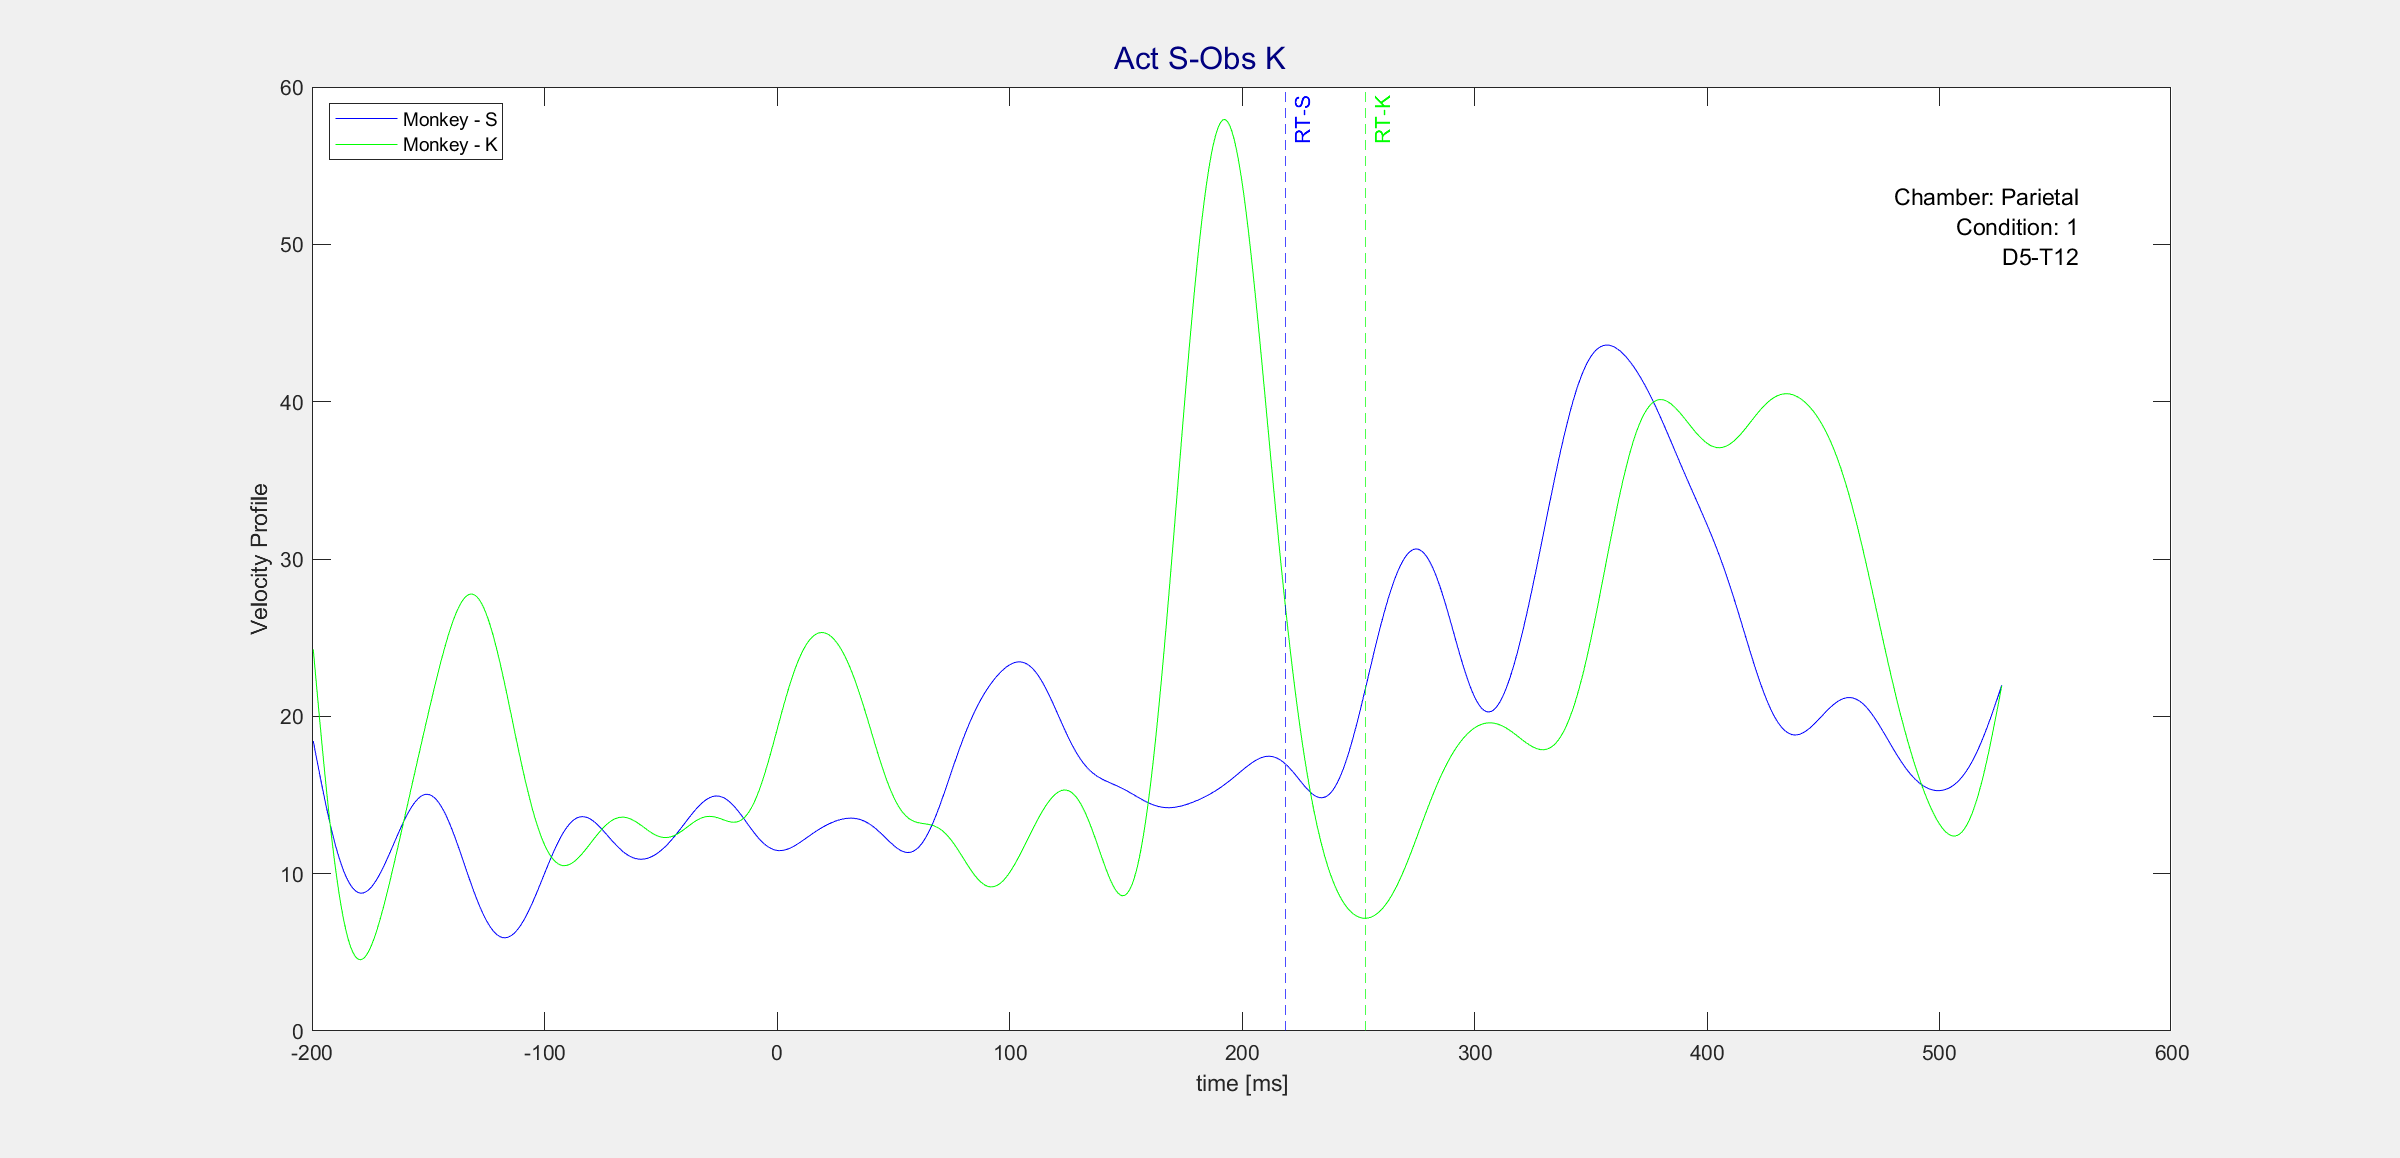 Act S-Obs K
Monkey - S
Monkey - K
RT-S
RT-K
Chamber: Parietal
Condition: 1
D5-T12
Velocity Profile
60
50
40
30
20
10
0
-200 -100 0 100 200 300 400 500 600
time [ms]